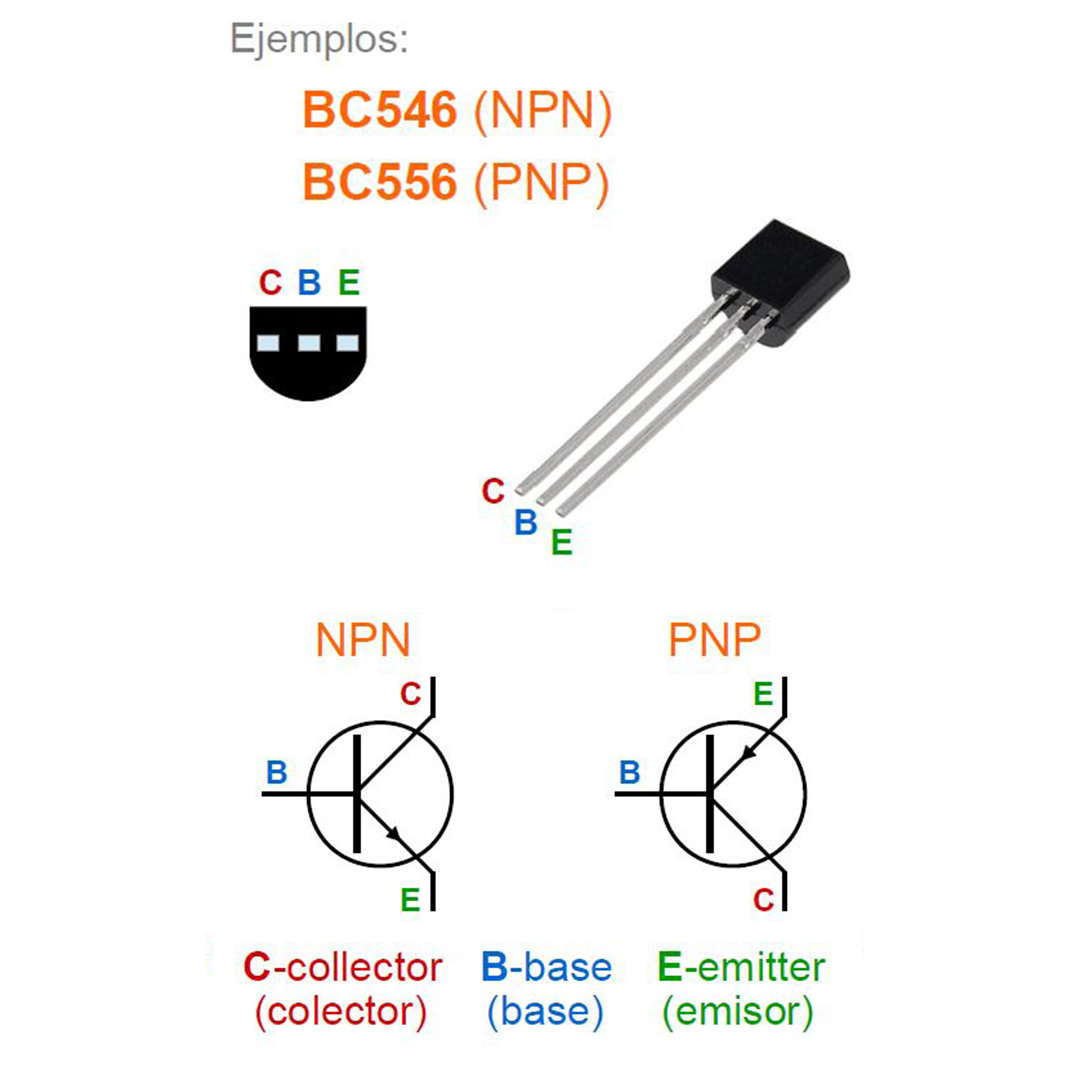 Ejemplos:
BC546 (NPN)
BC556 (PNP)
C B E
C
B
E
NPN
PNP
C
B
E
E
B
C
C-collector B-base E-emitter
(colector) (base) (emisor)